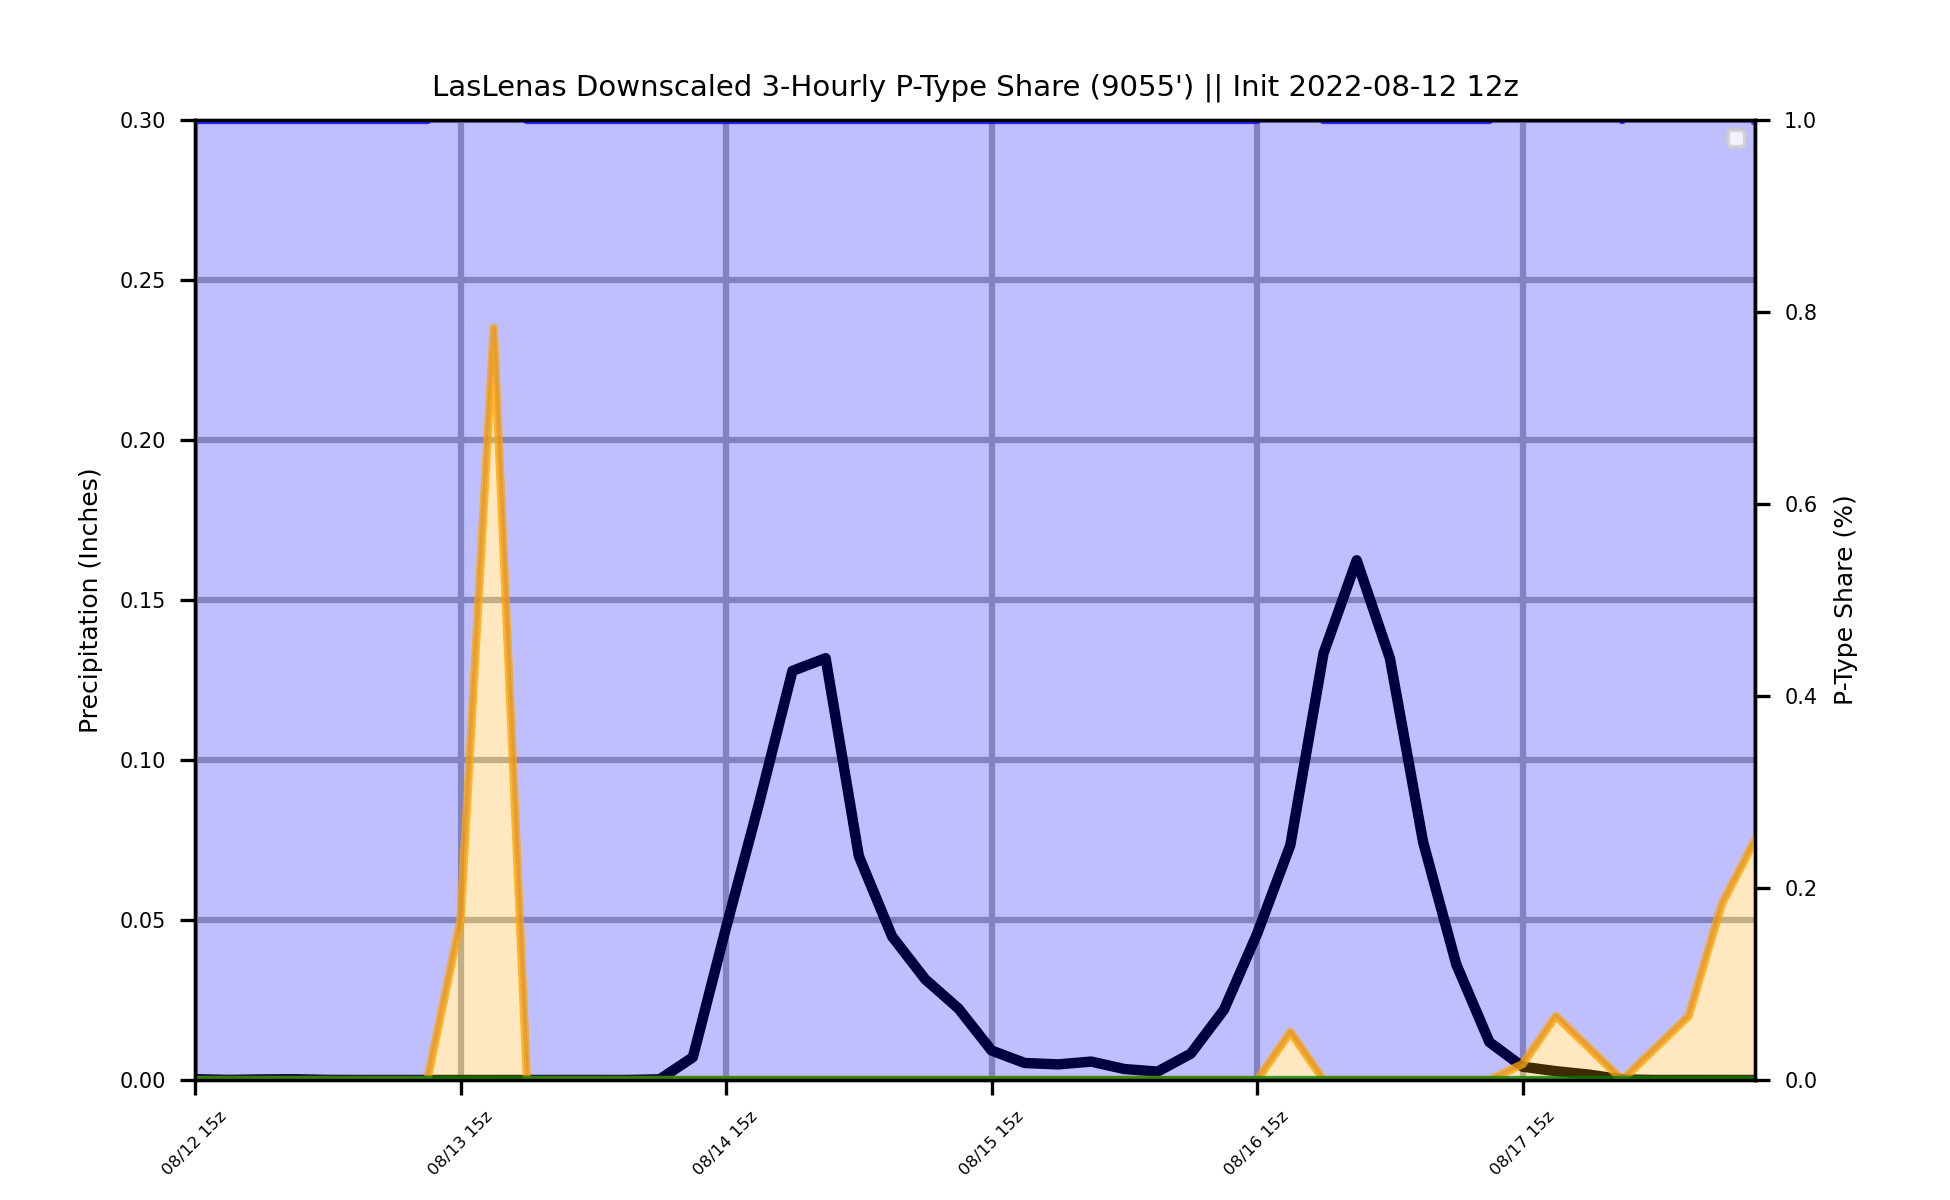 LasLenas Downscaled 3-Hourly P-Type Share (9055') || Init 2022-08-12 12z
0.30
0.25
0.20
0.15
0.10
0.05
0.00
Precipitation (Inches)
1.0
0.8
0.6
0.4
0.2
0.0
P-Type Share (%)
08/12 15z
08/13 15z
08/14 15z
08/15 15z
08/16 15z
08/17 15z